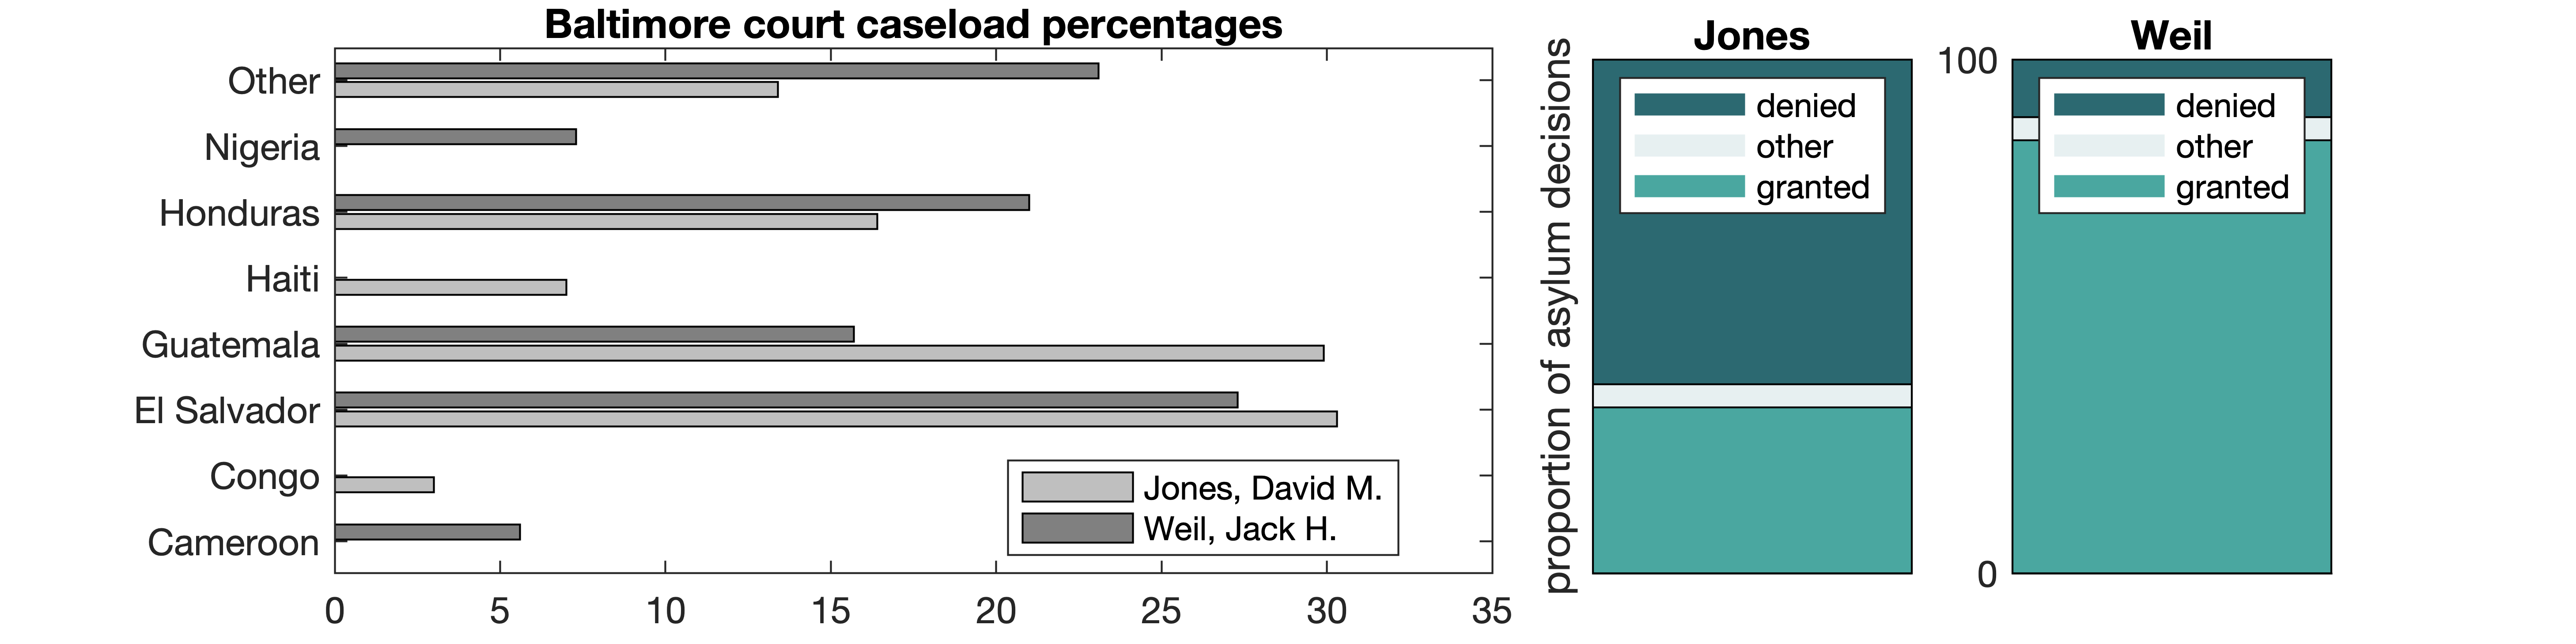 Baltimore court caseload percentages
Other
Nigeria
Honduras
Haiti
Guatemala
El Salvador
Congo
Cameroon
0 5 10 15 20 25 30 35
Jones, David M.
Weil, Jack H.
proportion of asylum decisions
Jones
denied
other
granted
Weil
100
0
denied
other
granted